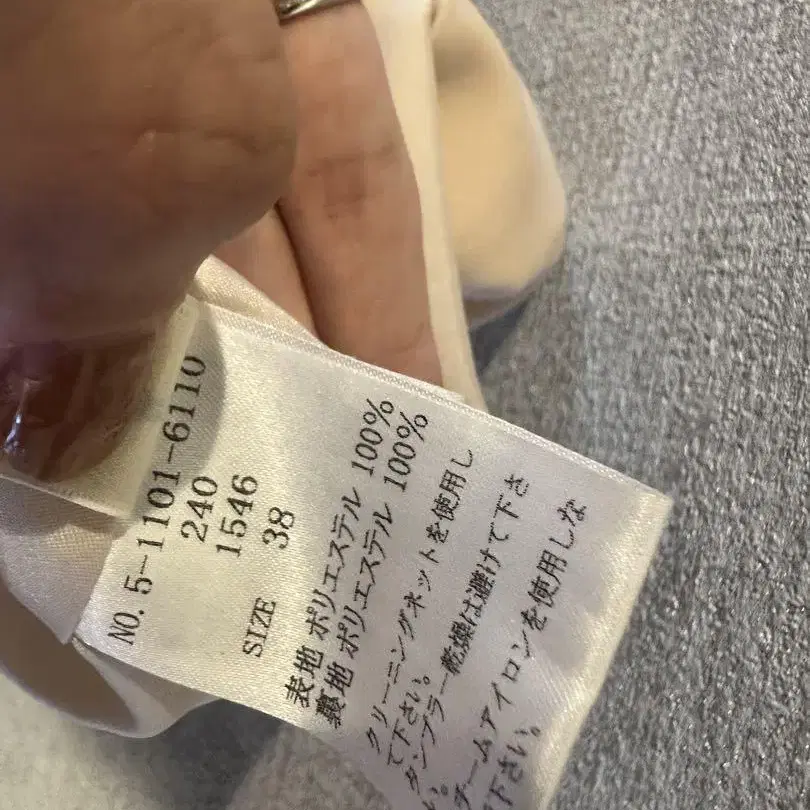 NO. 5-1101-6110
240
1546
SIZE 38
表地 ポリエステル 100%
裏地 ポリエステル 100%
クリーニングネットを使用し
て下さい。
タンブラー乾燥は避けて下さ
い。
チームアイロンを使用しな
て下さい。